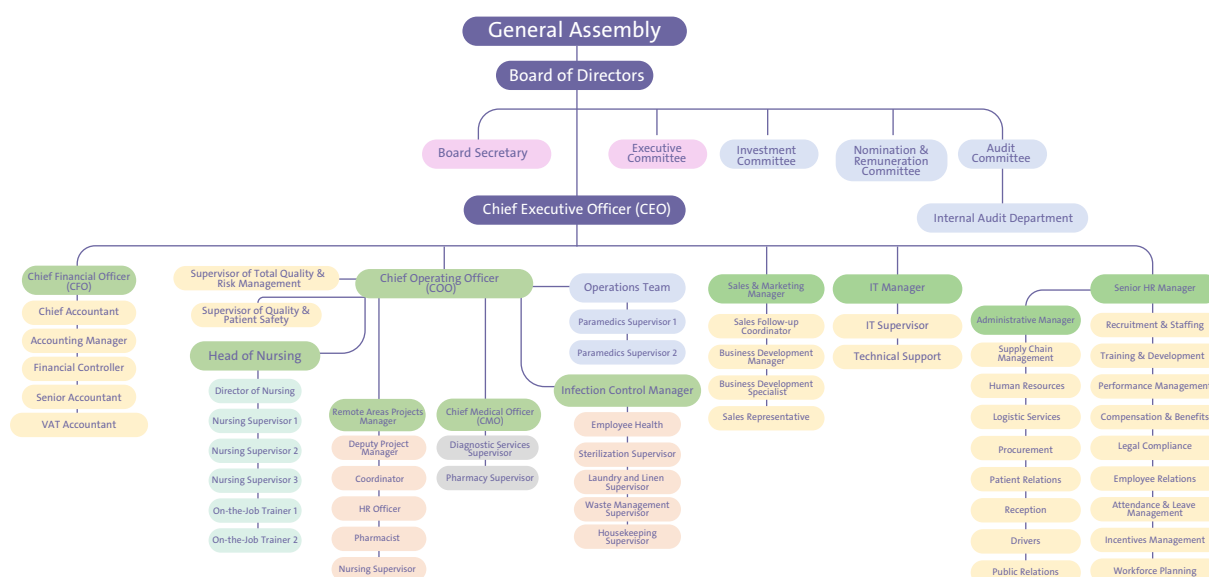 General Assembly
Board of Directors
Board Secretary
Executive
Committee
Investment
Committee
Nomination &
Remuneration
Committee
Audit
Committee
Chief Executive Officer (CEO)
Internal Audit Department
Chief Financial Officer
(CFO)
Chief Accountant
Accounting Manager
Financial Controller
Senior Accountant
VAT Accountant
Supervisor of Total Quality &
Risk Management
Supervisor of Quality &
Patient Safety
Chief Operating Officer
(COO)
Operations Team
Paramedics Supervisor 1
Paramedics Supervisor 2
Head of Nursing
Director of Nursing
Nursing Supervisor 1
Nursing Supervisor 2
Nursing Supervisor 3
On-the-Job Trainer 1
On-the-Job Trainer 2
Remote Areas Projects
Manager
Deputy Project
Manager
Coordinator
HR Officer
Pharmacist
Nursing Supervisor
Chief Medical Officer
(CMO)
Diagnostic Services
Supervisor
Pharmacy Supervisor
Infection Control Manager
Employee Health
Sterilization Supervisor
Laundry and Linen
Supervisor
Waste Management
Supervisor
Housekeeping
Supervisor
Sales & Marketing
Manager
Sales Follow-up
Coordinator
Business Development
Manager
Business Development
Specialist
Sales Representative
IT Manager
IT Supervisor
Technical Support
Senior HR Manager
Administrative Manager
Supply Chain
Management
Human Resources
Logistic Services
Procurement
Patient Relations
Reception
Drivers
Public Relations
Recruitment & Staffing
Training & Development
Performance Management
Compensation & Benefits
Legal Compliance
Employee Relations
Attendance & Leave
Management
Incentives Management
Workforce Planning